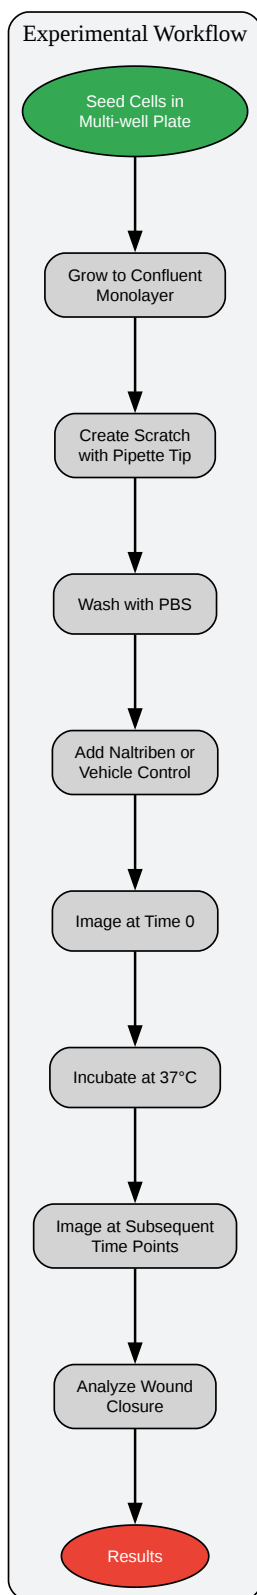 Experimental Workflow
Seed Cells in
Multi-well Plate
Grow to Confluent
Monolayer
Create Scratch
with Pipette Tip
Wash with PBS
Add Naltriben or
Vehicle Control
Image at Time 0
Incubate at 37°C
Image at Subsequent
Time Points
Analyze Wound
Closure
Results